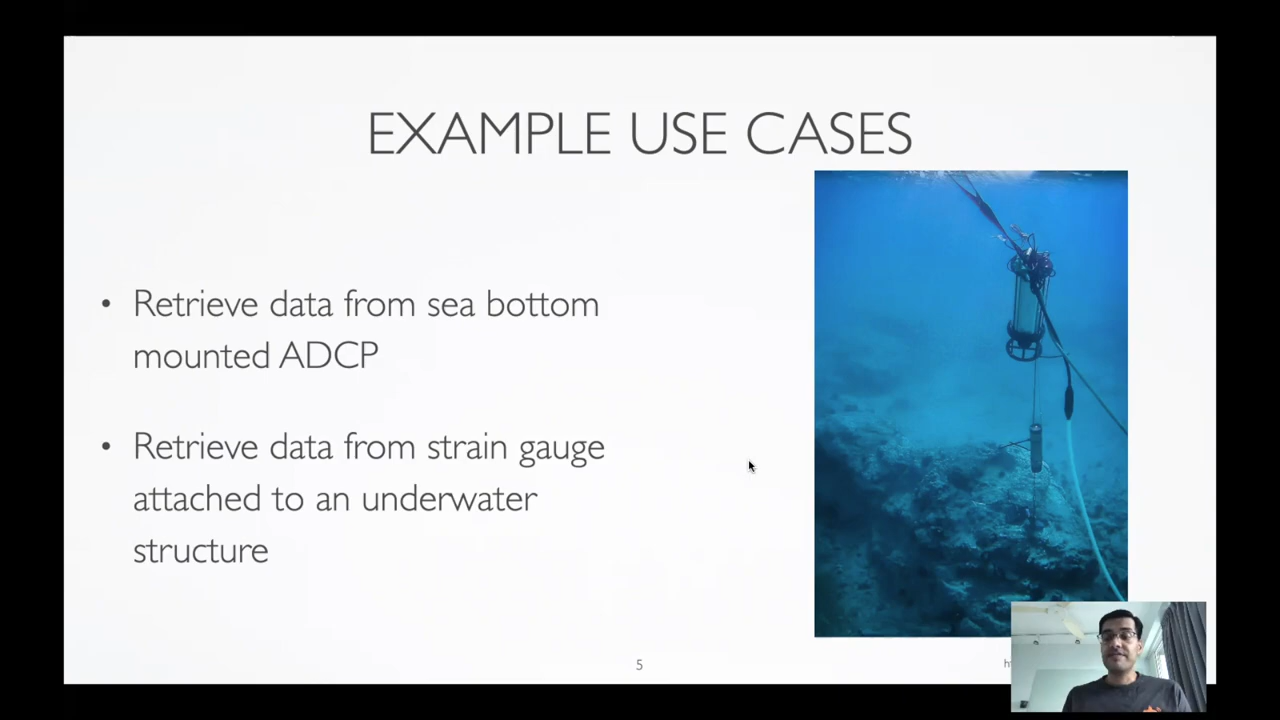 EXAMPLE USE CASES
• Retrieve data from sea bottom
mounted ADCP
• Retrieve data from strain gauge
attached to an underwater
structure
5